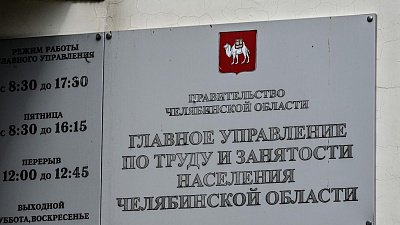 РЕЖИМ РАБОТЫ
ГЛАВНОГО УПРАВЛЕНИЯ
с 8:30 до 17:30
ПЯТНИЦА
с 8:30 до 16:15
ПЕРЕРЫВ
12:00 до 12:45
ВЫХОДНОЙ
СУББОТА, ВОСКРЕСЕНЬЕ
ПРАВИТЕЛЬСТВО
ЧЕЛЯБИНСКОЙ ОБЛАСТИ
ГЛАВНОЕ УПРАВЛЕНИЕ
ПО ТРУДУ И ЗАНЯТОСТИ
НАСЕЛЕНИЯ
ЧЕЛЯБИНСКОЙ ОБЛАСТИ